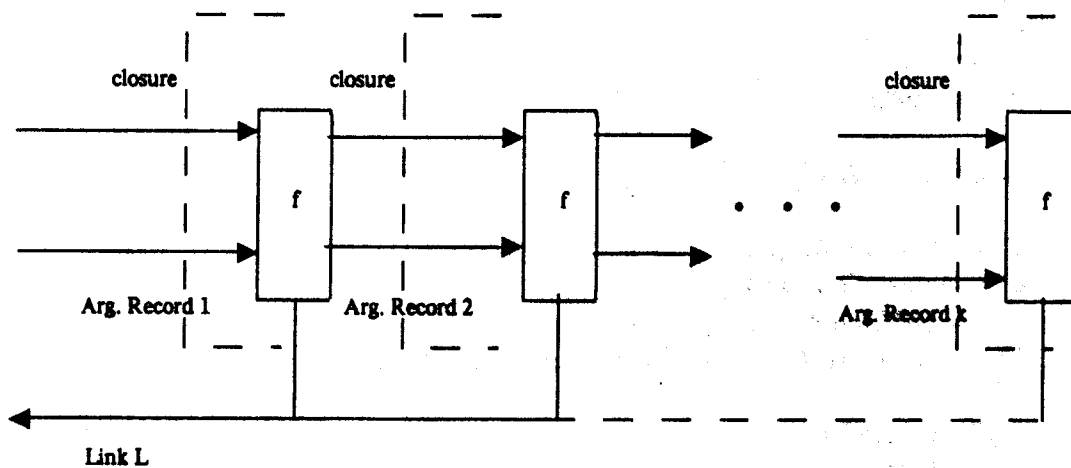 closure
closure
closure
f
f
f
Arg. Record 1
Arg. Record 2
Arg. Record k
Link L